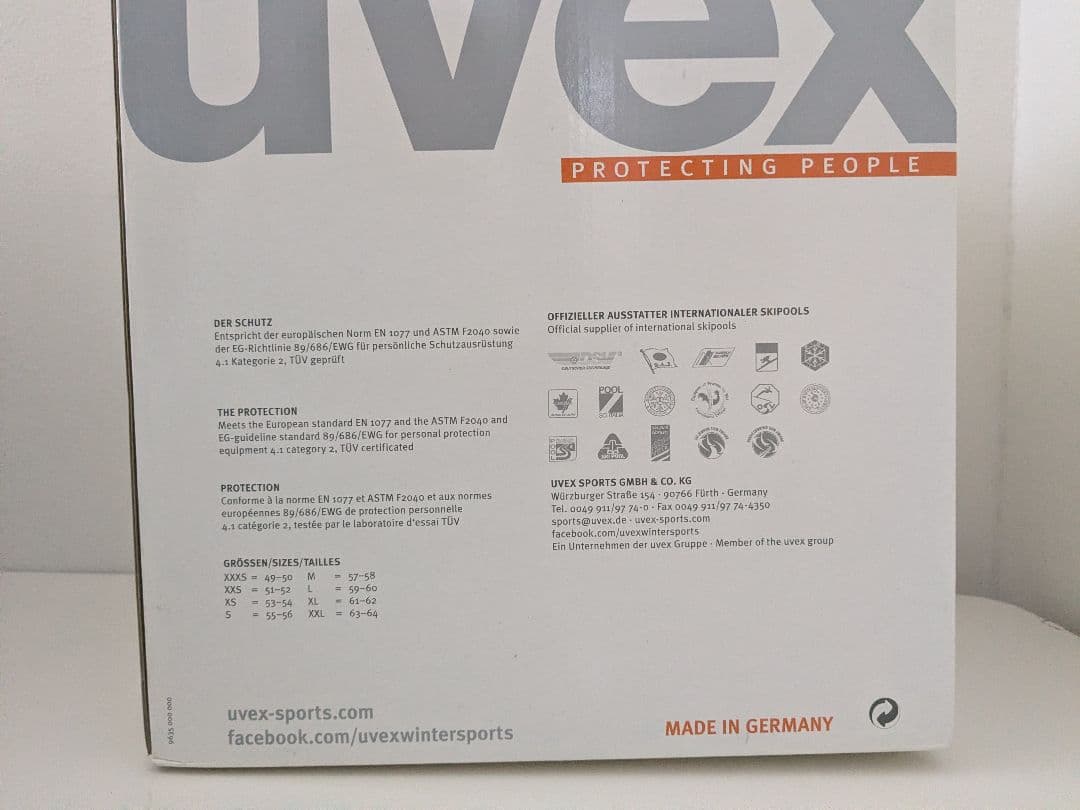 uvex
PROTECTING PEOPLE
DER SCHUTZ
Entspricht der europäischen Norm EN 1077 und ASTM F2040 sowie
der EG-Richtlinie 89/686/EWG für persönliche Schutzausrüstung
4.1 Kategorie 2, TÜV geprüft
THE PROTECTION
Meets the European standard EN 1077 and the ASTM F2040 and
EG-guideline standard 89/686/EWG for personal protection
equipment 4.1 category 2, TÜV certificated
PROTECTION
Conforme à la norme EN 1077 et ASTM F2040 et aux normes
européennes 89/686/EWG de protection personnelle
4.1 catégorie 2, testée par le laboratoire d'essai TÜV
GRÖSSEN/SIZES/TAILLES
XXXS = 49–50 M = 57–58
XXS = 51–52 L = 59–60
XS = 53–54 XL = 61–62
S = 55–56 XXL = 63–64
OFFIZIELLER AUSSTATTER INTERNATIONALER SKIPOOLS
Official supplier of international skipools
POOL
UVEX SPORTS GMBH & CO. KG
Würzburger Straße 154 · 90766 Fürth · Germany
Tel. 0049 911/97 74-0 · Fax 0049 911/97 74-4350
sports@uvex.de · uvex-sports.com
facebook.com/uvexwintersports
Ein Unternehmen der uvex Gruppe · Member of the uvex group
9635 000 000
uvex-sports.com
facebook.com/uvexwintersports
MADE IN GERMANY